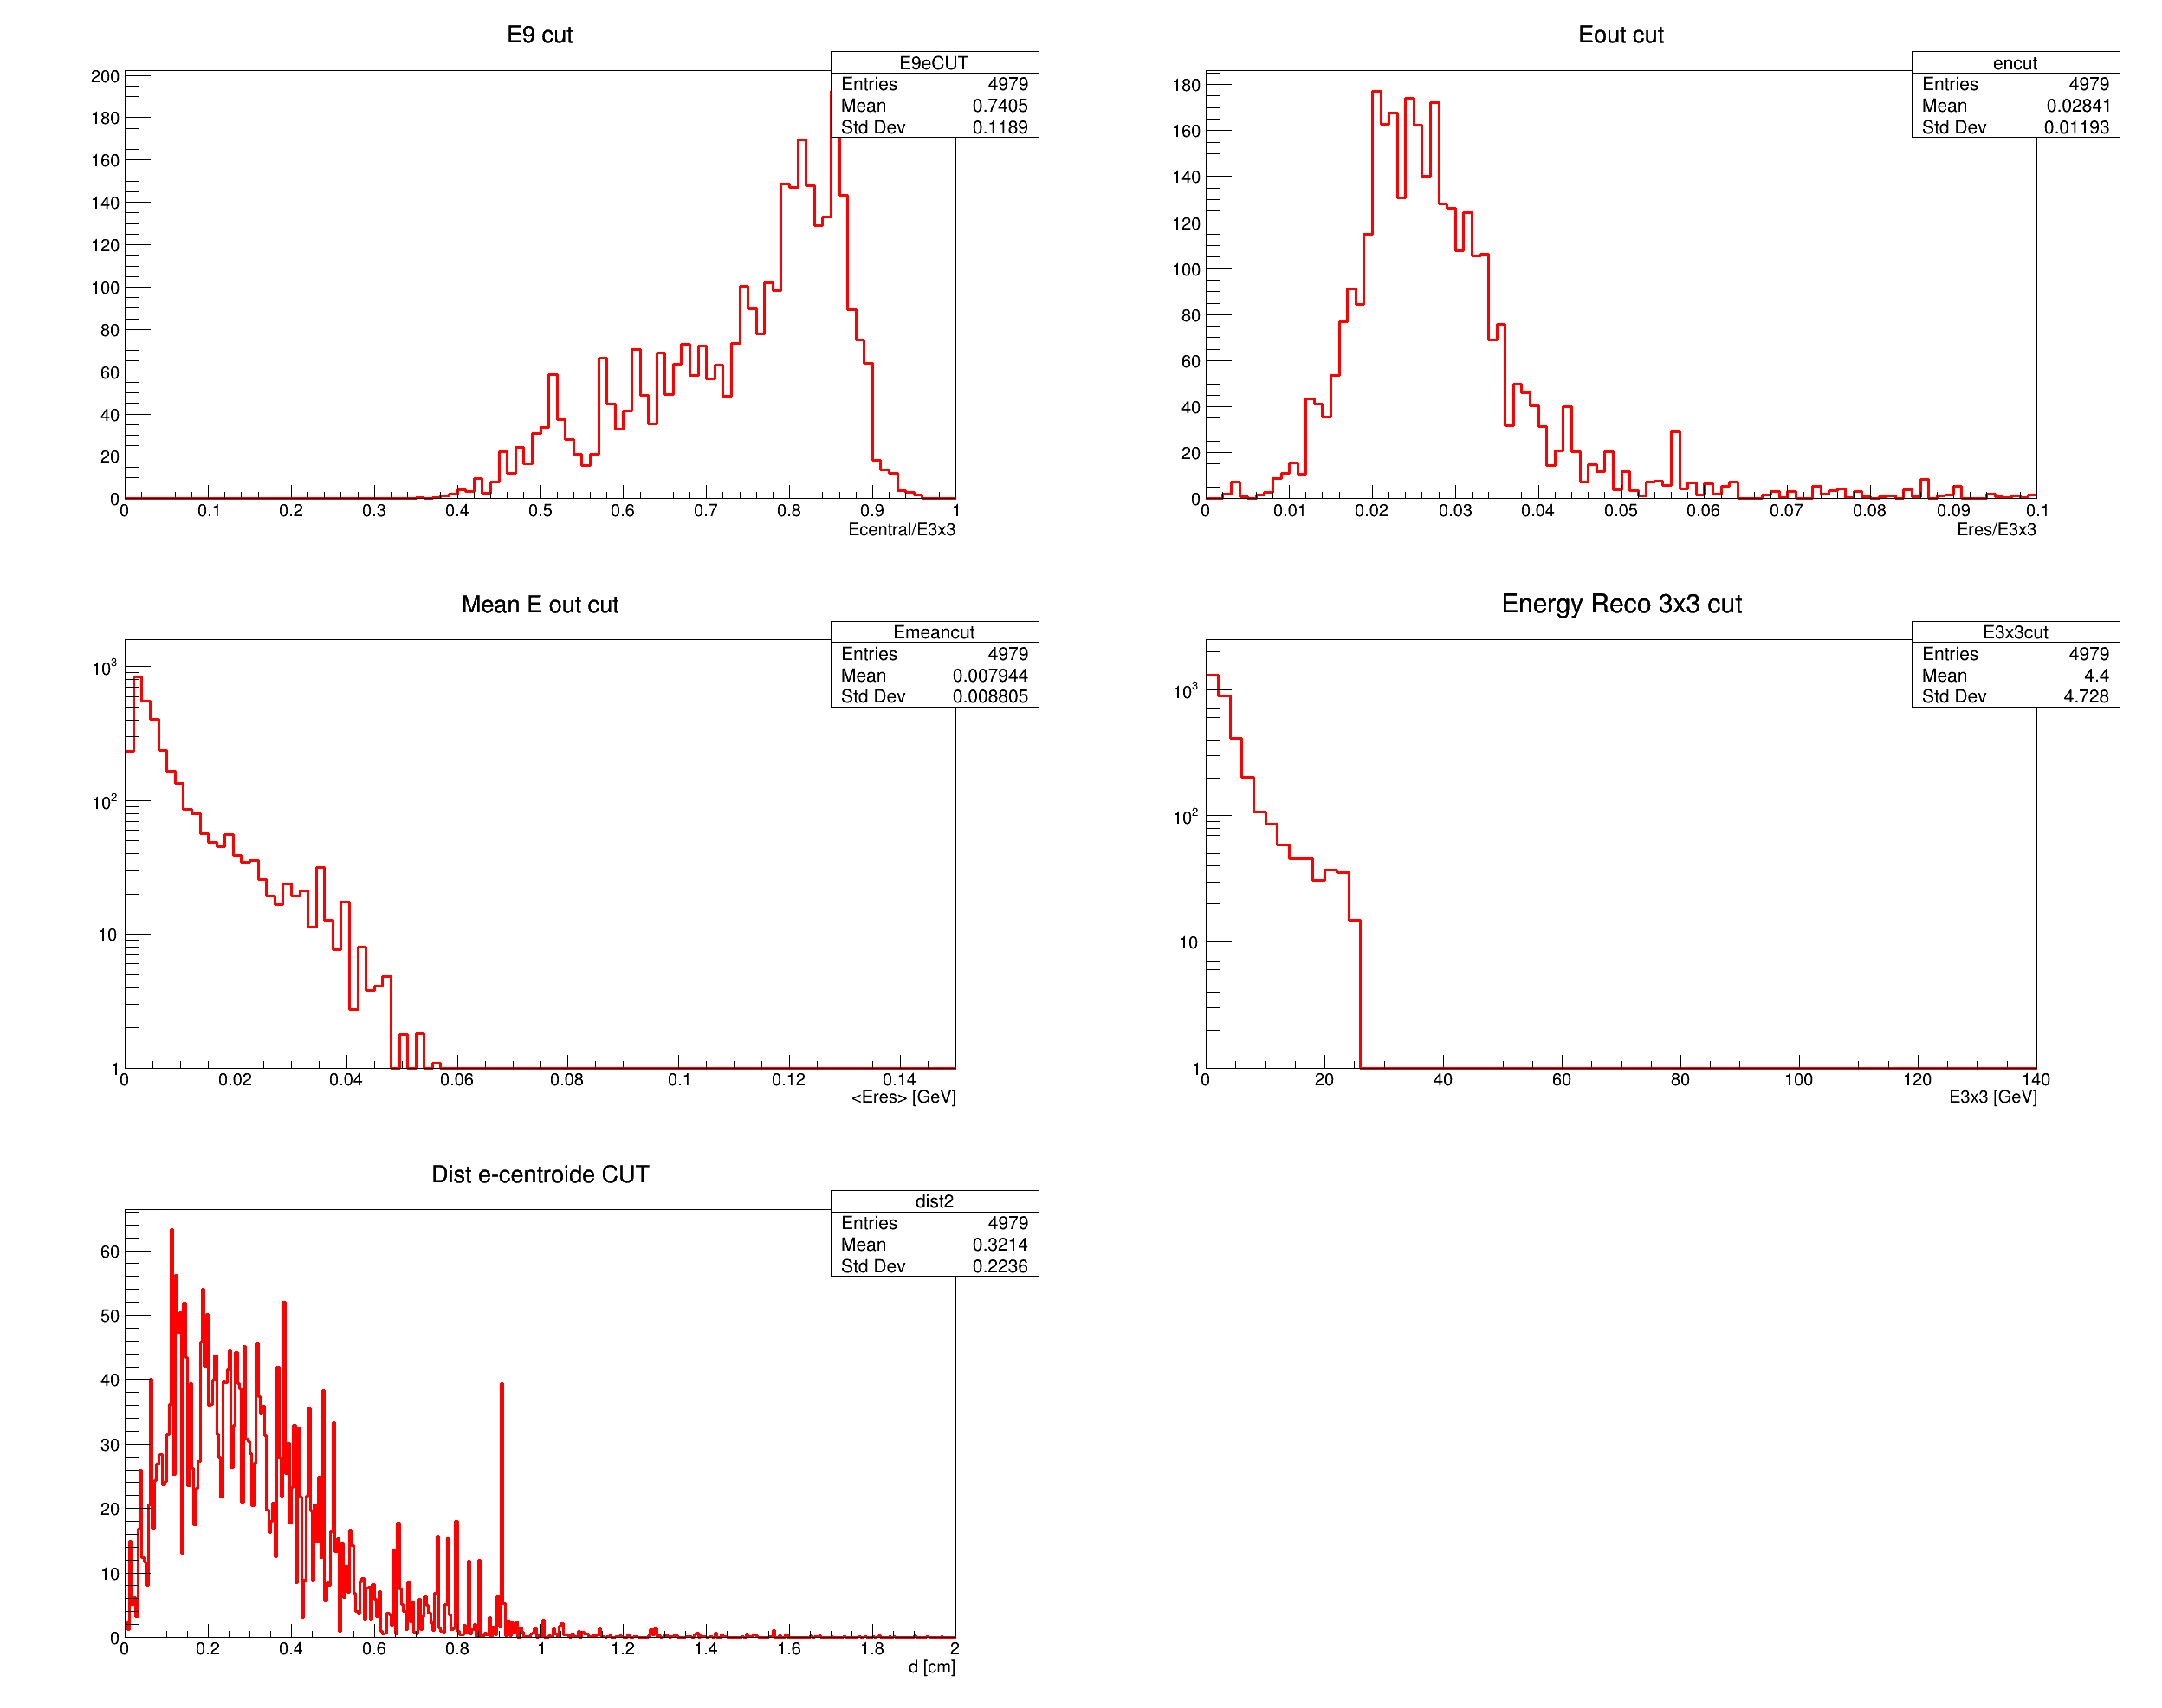 E9 cut
E9eCUT
Entries 4979
Mean 0.7405
Std Dev 0.1189
200
180
160
140
120
100
80
60
40
20
0
0 0.1 0.2 0.3 0.4 0.5 0.6 0.7 0.8 0.9 1
Ecentral/E3x3
Eout cut
encut
Entries 4979
Mean 0.02841
Std Dev 0.01193
180
160
140
120
100
80
60
40
20
0
0 0.01 0.02 0.03 0.04 0.05 0.06 0.07 0.08 0.09 0.1
Eres/E3x3
Mean E out cut
Emeancut
Entries 4979
Mean 0.007944
Std Dev 0.008805
10³
10²
10
1
0 0.02 0.04 0.06 0.08 0.1 0.12 0.14
<Eres> [GeV]
Energy Reco 3x3 cut
E3x3cut
Entries 4979
Mean 4.4
Std Dev 4.728
10³
10²
10
1
0 20 40 60 80 100 120 140
E3x3 [GeV]
Dist e-centroide CUT
dist2
Entries 4979
Mean 0.3214
Std Dev 0.2236
60
50
40
30
20
10
0
0 0.2 0.4 0.6 0.8 1 1.2 1.4 1.6 1.8 2
d [cm]